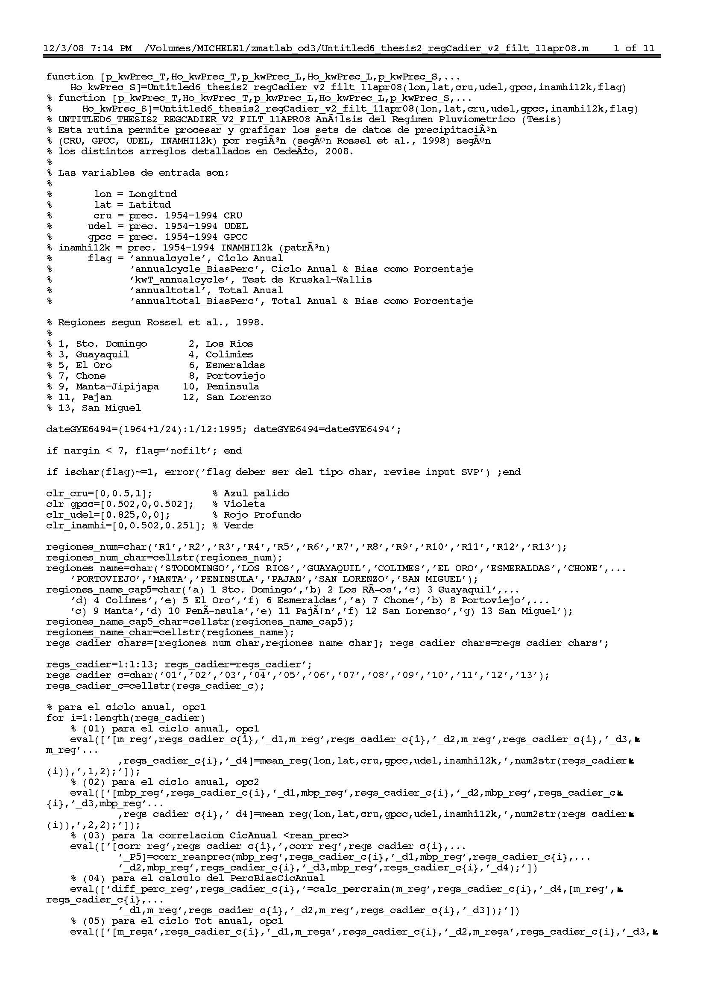 12/3/08 7:14 PM  /Volumes/MICHELE1/zmatlab_od3/Untitled6_thesis2_regCadier_v2_filt_11apr08.m    1 of 11
function [p_kwPrec_T,Ho_kwPrec_T,p_kwPrec_L,Ho_kwPrec_L,p_kwPrec_S,...
    Ho_kwPrec_S]=Untitled6_thesis2_regCadier_v2_filt_11apr08(lon,lat,cru,udel,gpcc,inamhi12k,flag)
% function [p_kwPrec_T,Ho_kwPrec_T,p_kwPrec_L,Ho_kwPrec_L,p_kwPrec_S,...
%     Ho_kwPrec_S]=Untitled6_thesis2_regCadier_v2_filt_11apr08(lon,lat,cru,udel,gpcc,inamhi12k,flag)
% UNTITLED6_THESIS2_REGCADIER_V2_FILT_11APR08 AnÃ¡lsis del Regimen Pluviometrico (Tesis)
% Esta rutina permite procesar y graficar los sets de datos de precipitaciÃ³n
% (CRU, GPCC, UDEL, INAMHI12k) por regiÃ³n (segÃºn Rossel et al., 1998) segÃºn
% los distintos arreglos detallados en CedeÃ±o, 2008.
%
% Las variables de entrada son:
%
%       lon = Longitud
%       lat = Latitud
%       cru = prec. 1954-1994 CRU
%      udel = prec. 1954-1994 UDEL
%      gpcc = prec. 1954-1994 GPCC
% inamhi12k = prec. 1954-1994 INAMHI12k (patrÃ³n)
%      flag = 'annualcycle', Ciclo Anual
%             'annualcycle_BiasPerc', Ciclo Anual & Bias como Porcentaje
%             'kwT_annualcycle', Test de Kruskal-Wallis
%             'annualtotal', Total Anual
%             'annualtotal_BiasPerc', Total Anual & Bias como Porcentaje
% Regiones segun Rossel et al., 1998.
%
% 1, Sto. Domingo       2, Los Rios
% 3, Guayaquil          4, Colimies
% 5, El Oro             6, Esmeraldas
% 7, Chone              8, Portoviejo
% 9, Manta-Jipijapa    10, Peninsula
% 11, Pajan            12, San Lorenzo
% 13, San Miguel
dateGYE6494=(1964+1/24):1/12:1995; dateGYE6494=dateGYE6494';
if nargin < 7, flag='nofilt'; end
if ischar(flag)~=1, error('flag deber ser del tipo char, revise input SVP') ;end
clr_cru=[0,0.5,1];          % Azul palido
clr_gpcc=[0.502,0,0.502];   % Violeta
clr_udel=[0.825,0,0];       % Rojo Profundo
clr_inamhi=[0,0.502,0.251]; % Verde
regiones_num=char('R1','R2','R3','R4','R5','R6','R7','R8','R9','R10','R11','R12','R13');
regiones_num_char=cellstr(regiones_num);
regiones_name=char('STODOMINGO','LOS RIOS','GUAYAQUIL','COLIMES','EL ORO','ESMERALDAS','CHONE',...
    'PORTOVIEJO','MANTA','PENINSULA','PAJAN','SAN LORENZO','SAN MIGUEL');
regiones_name_cap5=char('a) 1 Sto. Domingo','b) 2 Los RÃ-os','c) 3 Guayaquil',...
    'd) 4 Colimes','e) 5 El Oro','f) 6 Esmeraldas','a) 7 Chone','b) 8 Portoviejo',...
    'c) 9 Manta','d) 10 PenÃ-nsula','e) 11 PajÃ¡n','f) 12 San Lorenzo','g) 13 San Miguel');
regiones_name_cap5_char=cellstr(regiones_name_cap5);
regiones_name_char=cellstr(regiones_name);
regs_cadier_chars=[regiones_num_char,regiones_name_char]; regs_cadier_chars=regs_cadier_chars';
regs_cadier=1:1:13; regs_cadier=regs_cadier';
regs_cadier_c=char('01','02','03','04','05','06','07','08','09','10','11','12','13');
regs_cadier_c=cellstr(regs_cadier_c);
% para el ciclo anual, opc1
for i=1:length(regs_cadier)
    % (01) para el ciclo anual, opc1
    eval(['[m_reg',regs_cadier_c{i},'_d1,m_reg',regs_cadier_c{i},'_d2,m_reg',regs_cadier_c{i},'_d3,
m_reg'...
            ,regs_cadier_c{i},'_d4]=mean_reg(lon,lat,cru,gpcc,udel,inamhi12k,',num2str(regs_cadier
(i)),',1,2);']);
    % (02) para el ciclo anual, opc2
    eval(['[mbp_reg',regs_cadier_c{i},'_d1,mbp_reg',regs_cadier_c{i},'_d2,mbp_reg',regs_cadier_c
{i},'_d3,mbp_reg'...
            ,regs_cadier_c{i},'_d4]=mean_reg(lon,lat,cru,gpcc,udel,inamhi12k,',num2str(regs_cadier
(i)),',2,2);']);
    % (03) para la correlacion CicAnual <rean_prec>
    eval(['[corr_reg',regs_cadier_c{i},',corr_reg',regs_cadier_c{i},...
            '_P5]=corr_reanprec(mbp_reg',regs_cadier_c{i},'_d1,mbp_reg',regs_cadier_c{i},...
            '_d2,mbp_reg',regs_cadier_c{i},'_d3,mbp_reg',regs_cadier_c{i},'_d4);'])
    % (04) para el calculo del PercBiasCicAnual
    eval(['diff_perc_reg',regs_cadier_c{i},'=calc_percrain(m_reg',regs_cadier_c{i},'_d4,[m_reg',
regs_cadier_c{i},...
            '_d1,m_reg',regs_cadier_c{i},'_d2,m_reg',regs_cadier_c{i},'_d3]);'])
    % (05) para el ciclo Tot anual, opc1
    eval(['[m_rega',regs_cadier_c{i},'_d1,m_rega',regs_cadier_c{i},'_d2,m_rega',regs_cadier_c{i},'_d3,